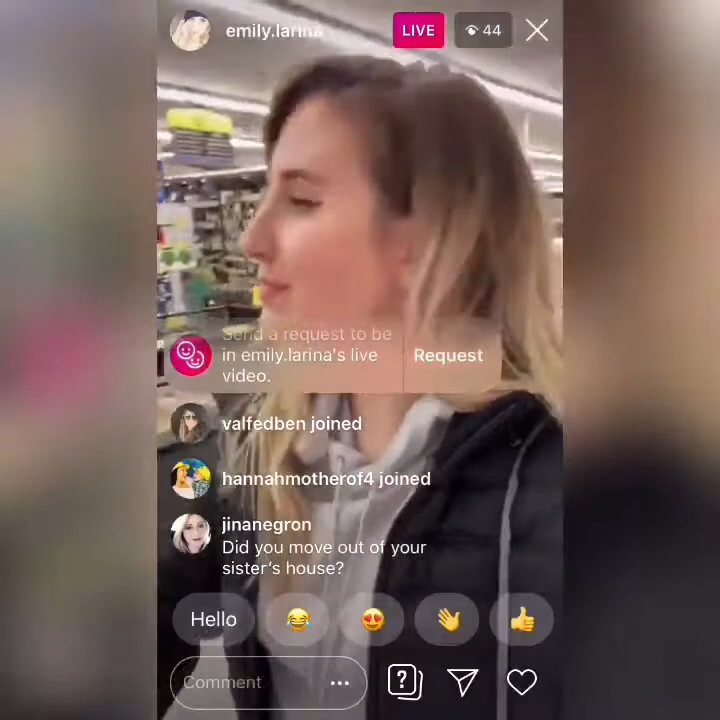 emily.larina
LIVE
44
Send a request to be
in emily.larina's live
video.
Request
valfedben joined
hannahmotherof4 joined
jinanegron
Did you move out of your
sister's house?
Hello
Comment